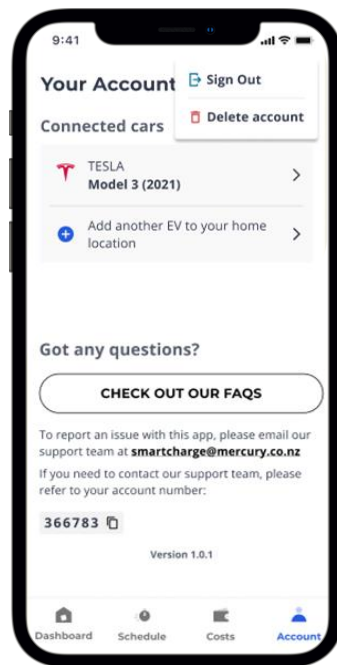 9:41
Your Account
Sign Out
Delete account
Connected cars
TESLA
Model 3 (2021)
Add another EV to your home
location
Got any questions?
CHECK OUT OUR FAQS
To report an issue with this app, please email our
support team at smartcharge@mercury.co.nz
If you need to contact our support team, please
refer to your account number:
366783
Version 1.0.1
Dashboard Schedule Costs Account